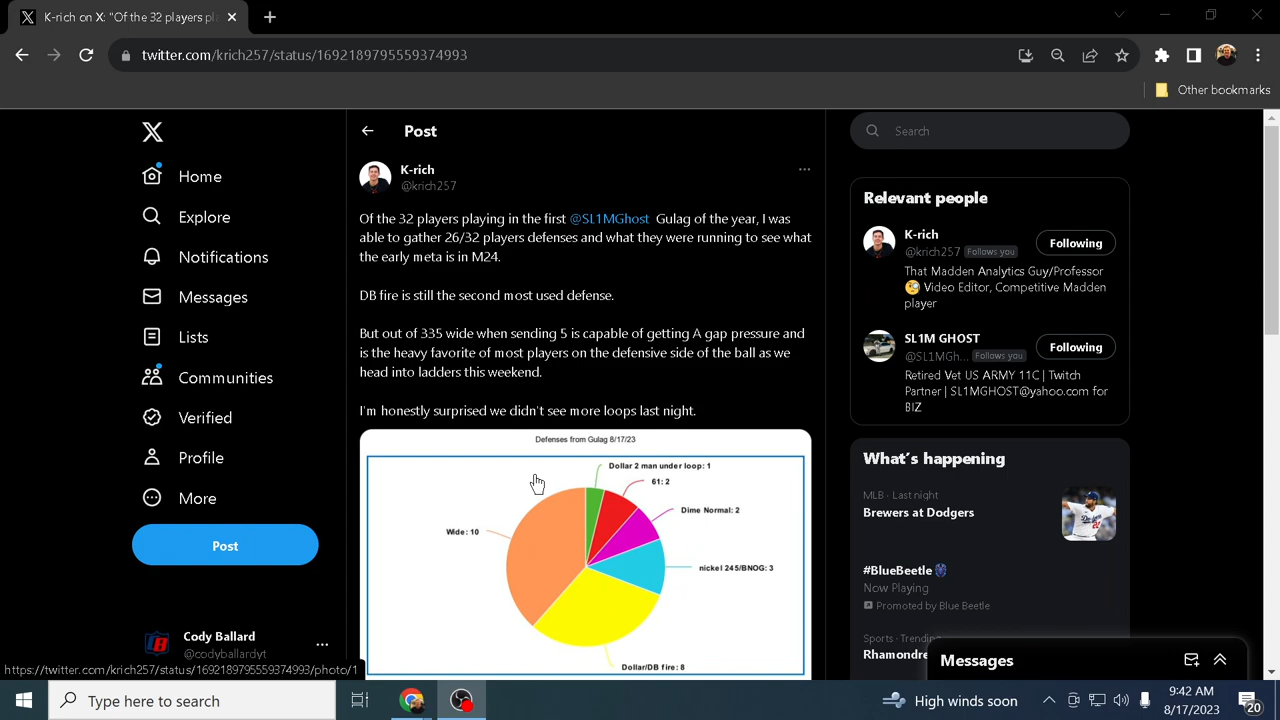 K-rich on X: "Of the 32 players pl
twitter.com/krich257/status/1692189795559374993
Other bookmarks
Home
Explore
Notifications
Messages
Lists
Communities
Verified
Profile
More
Post
Cody Ballard
@codyballardyt
Post
K-rich
@krich257
Of the 32 players playing in the first @SL1MGhost Gulag of the year, I was
able to gather 26/32 players defenses and what they were running to see what
the early meta is in M24.
DB fire is still the second most used defense.
But out of 335 wide when sending 5 is capable of getting A gap pressure and
is the heavy favorite of most players on the defensive side of the ball as we
head into ladders this weekend.
I'm honestly surprised we didn't see more loops last night.
Defenses from Gulag 8/17/23
Dollar 2 man under loop: 1
61: 2
Dime Normal: 2
Wide: 10
nickel 245/BNOG: 3
Dollar/DB fire: 8
Search
Relevant people
K-rich
@krich257 Follows you
Following
That Madden Analytics Guy/Professor
🧐 Video Editor, Competitive Madden
player
SL1M GHOST
@SL1MGh... Follows you
Following
Retired Vet US ARMY 11C | Twitch
Partner | SL1MGHOST@yahoo.com for
BIZ
What's happening
MLB · Last night
Brewers at Dodgers
#BlueBeetle
Now Playing
Promoted by Blue Beetle
Sports · Trending
Rhamondre
Messages
https://twitter.com/krich257/status/1692189795559374993/photo/1
Type here to search
High winds soon
9:42 AM
8/17/2023
20